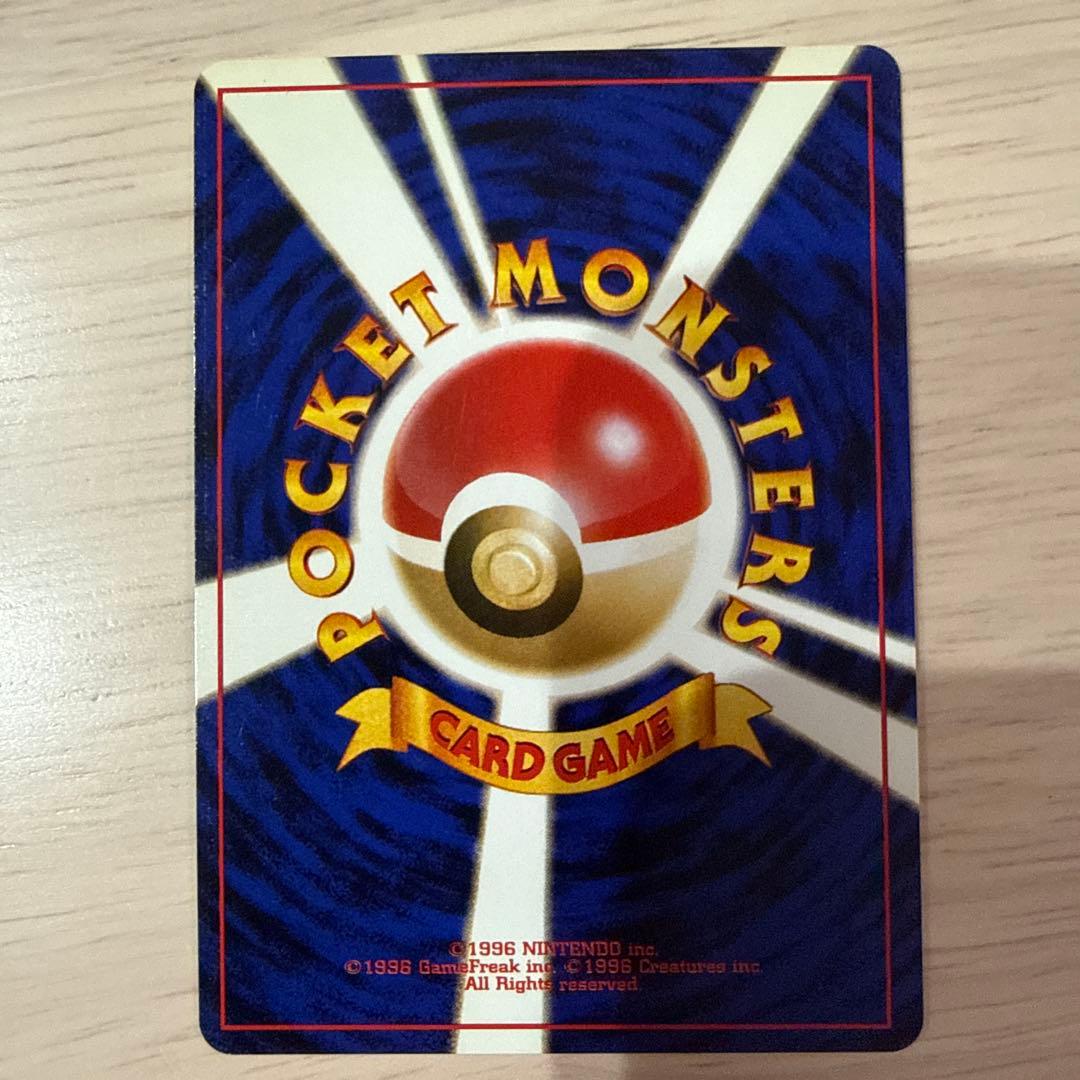 POCKET MONSTERS
CARD GAME
©1996 NINTENDO inc.
©1996 GameFreak inc. ©1996 Creatures inc.
All Rights reserved.